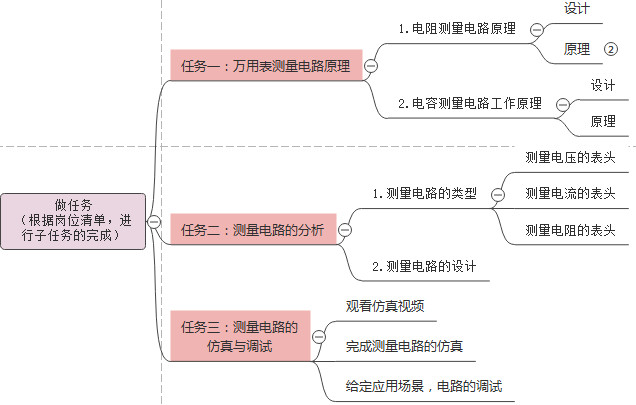 做任务
（根据岗位清单，进
行子任务的完成）
任务一：万用表测量电路原理
1.电阻测量电路原理
设计
原理 ②
2.电容测量电路工作原理
设计
原理
任务二：测量电路的分析
1.测量电路的类型
测量电压的表头
测量电流的表头
测量电阻的表头
2.测量电路的设计
任务三：测量电路的
仿真与调试
观看仿真视频
完成测量电路的仿真
给定应用场景，电路的调试